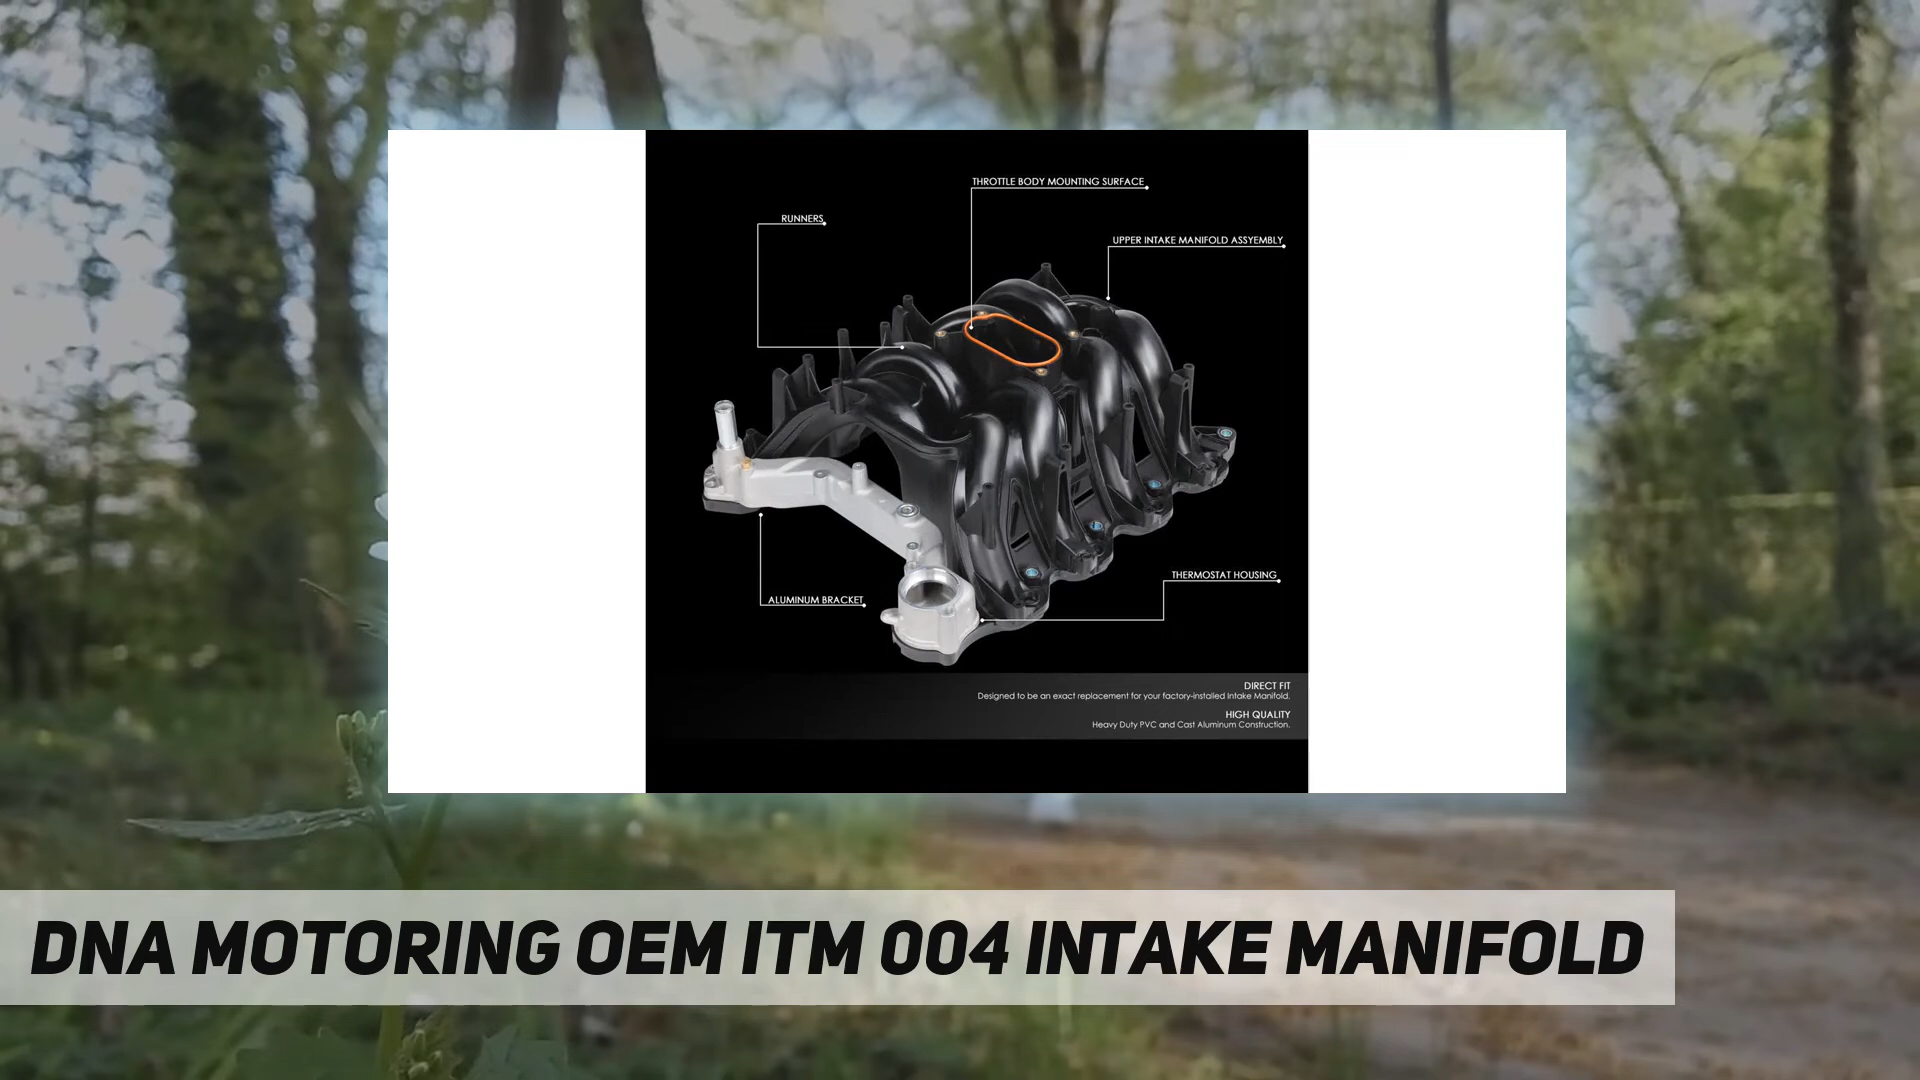 THROTTLE BODY MOUNTING SURFACE
RUNNERS
UPPER INTAKE MANIFOLD ASSYEMBLY
THERMOSTAT HOUSING
ALUMINUM BRACKET
DIRECT FIT
Designed to be an exact replacement for your factory-installed Intake Manifold.
HIGH QUALITY
Heavy Duty PVC and Cast Aluminum Construction.
DNA MOTORING OEM ITM 004 INTAKE MANIFOLD